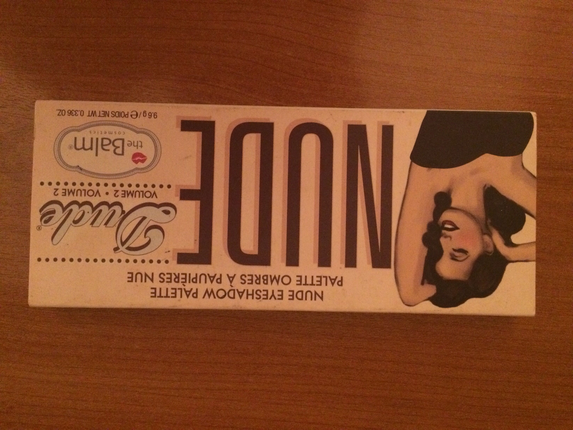 NUDE EYESHADOW PALETTE
PALETTE OMBRES À PAUPIÈRES NUE
NUDE
Dude®
VOLUME 2 • VOLUME 2
theBalm®
cosmetics
9.6 g / ℮ POIDS NET WT. 0.336 OZ.